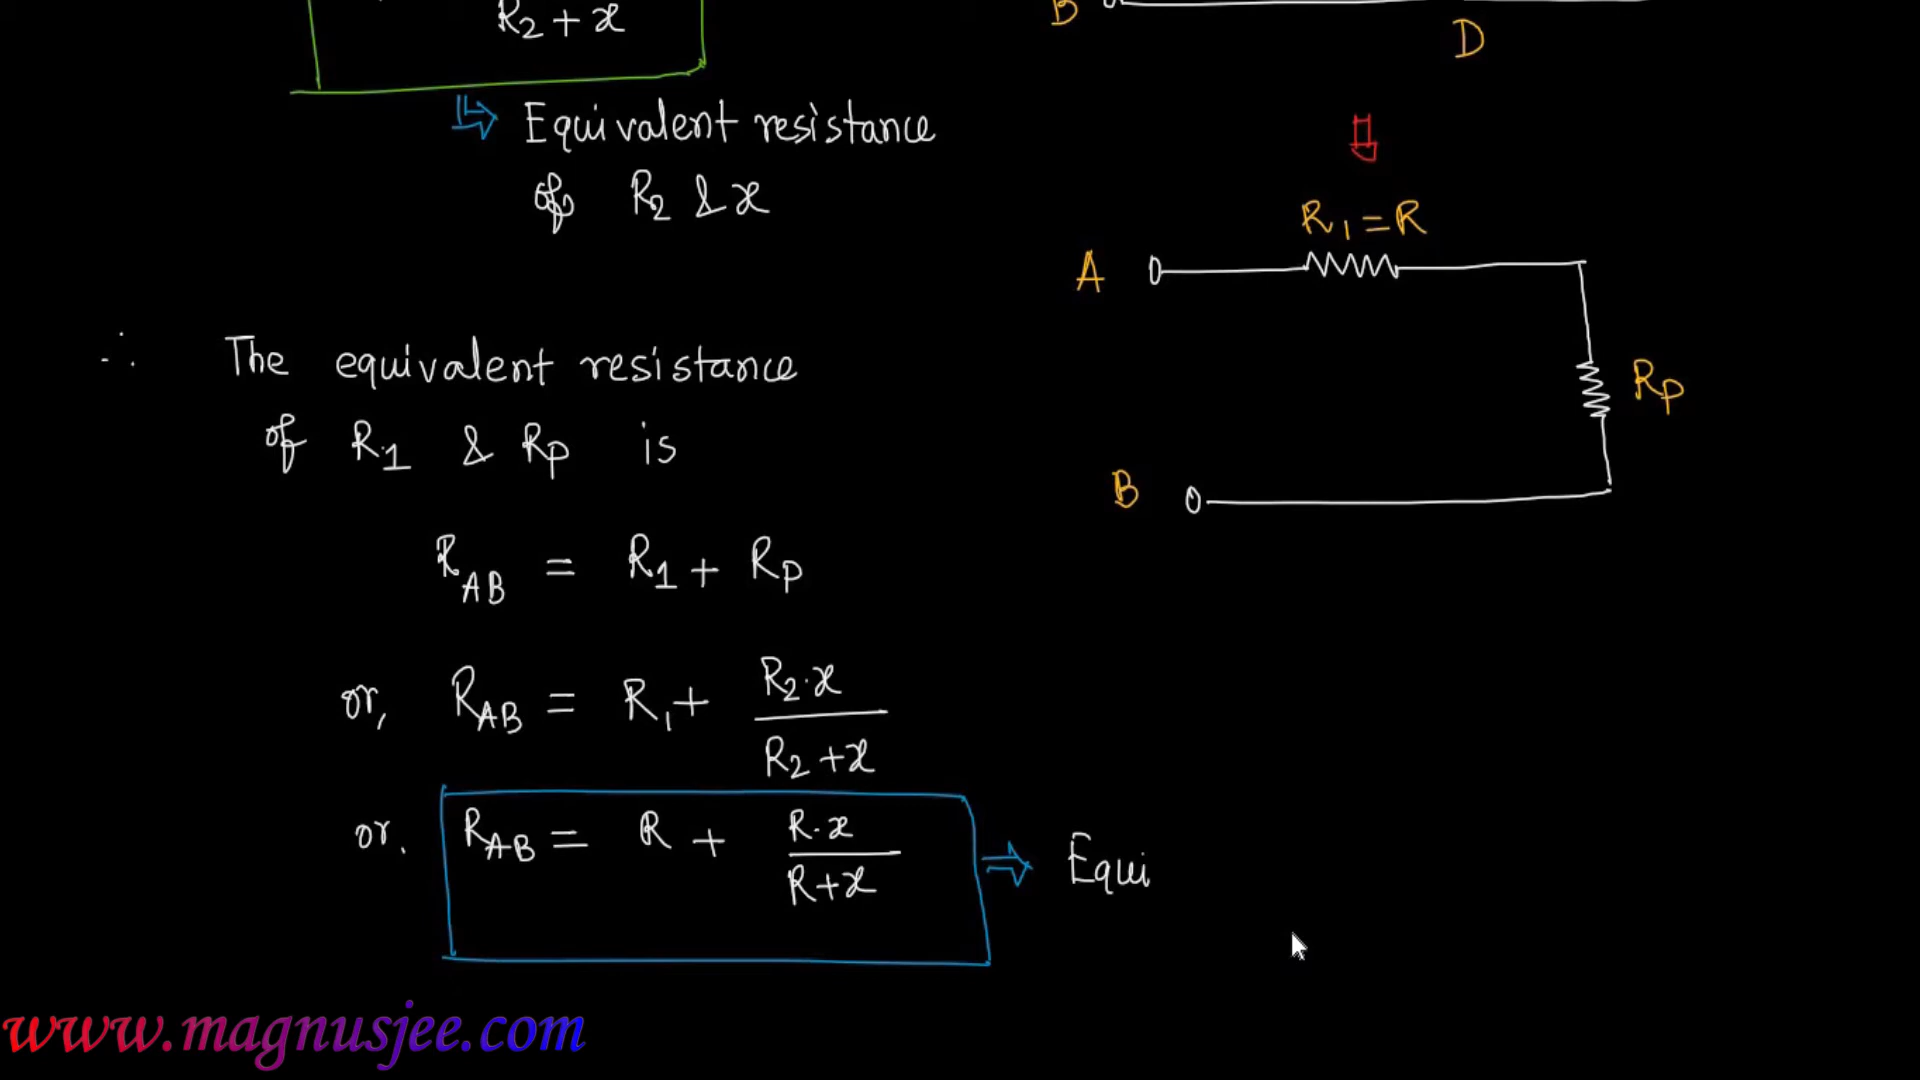 R2 + x
Equivalent resistance
of R2 & x
∴ The equivalent resistance
of R1 & Rp is
R_AB = R1 + Rp
or, R_AB = R1 + R2·x / R2+x
or. R_AB = R + R·x / R+x ⇒ Equi
B
D
R1 = R
A
Rp
B
www.magnusjee.com